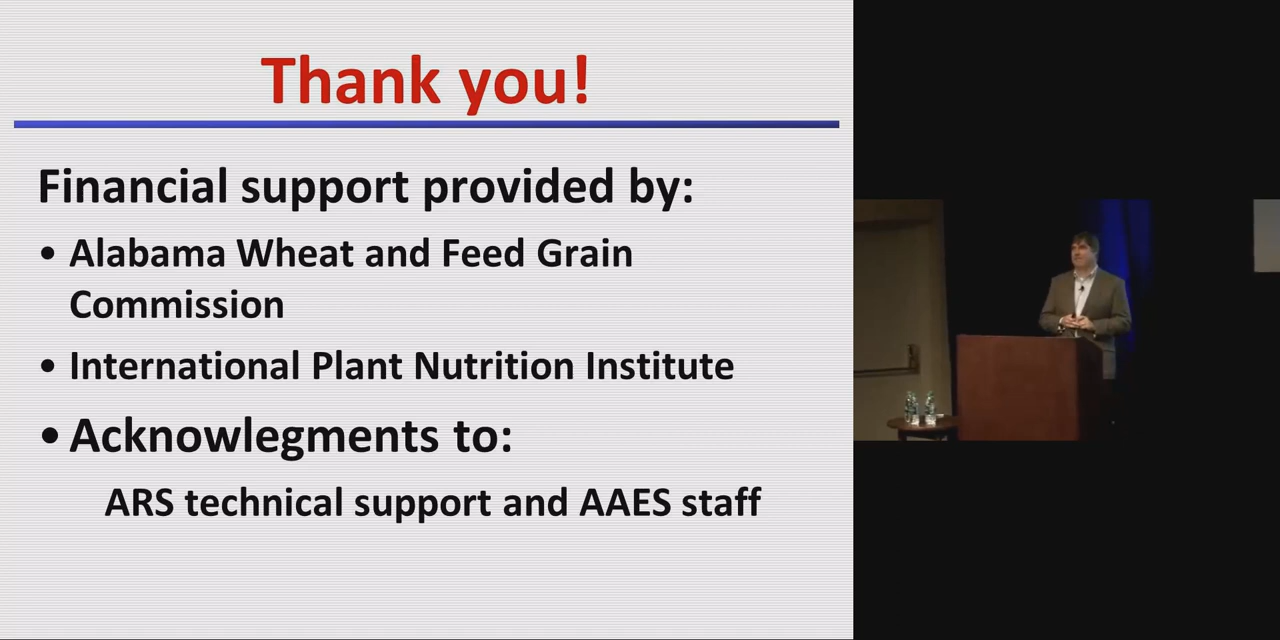 Thank you!
Financial support provided by:
• Alabama Wheat and Feed Grain
Commission
• International Plant Nutrition Institute
• Acknowlegments to:
ARS technical support and AAES staff